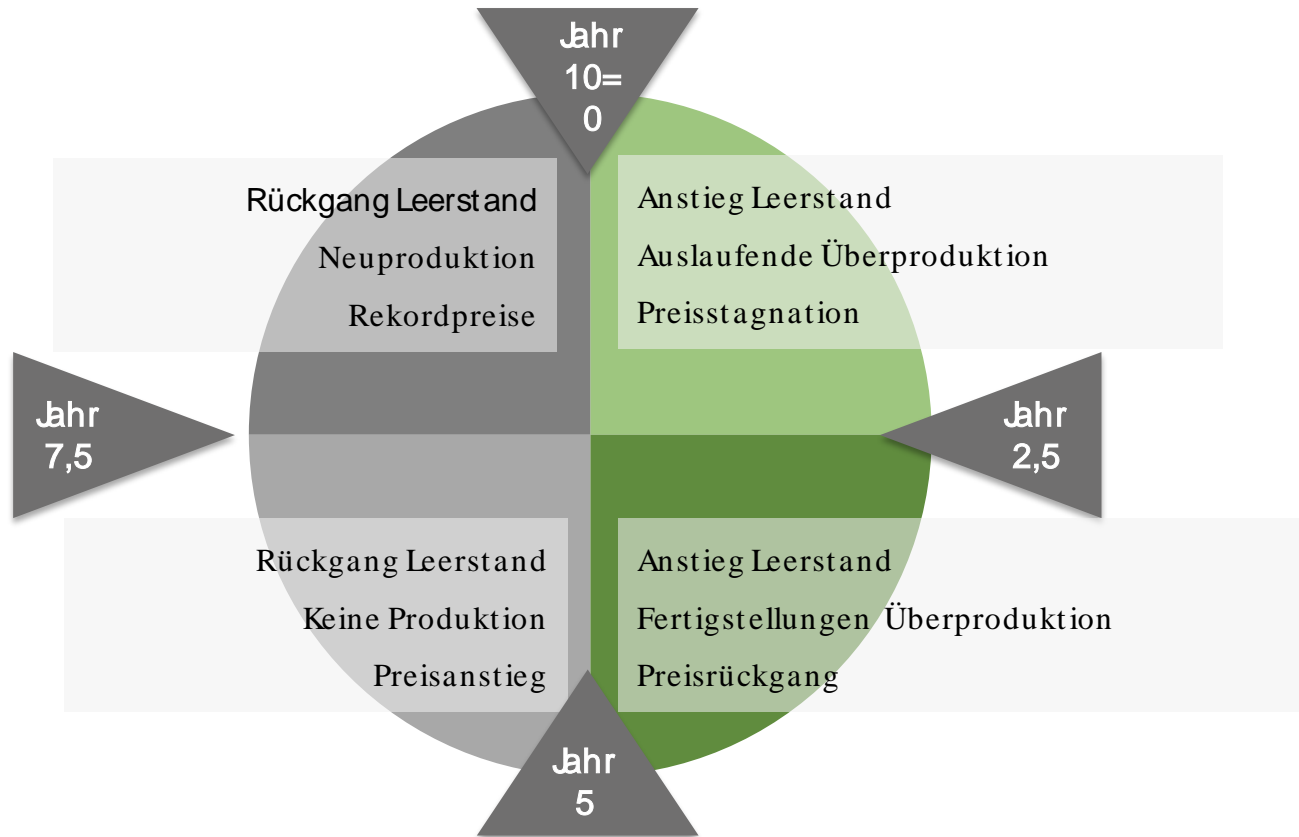 Jahr
10=
0
Rückgang Leerstand
Neuproduktion
Rekordpreise
Anstieg Leerstand
Auslaufende Überproduktion
Preisstagnation
Jahr
7,5
Jahr
2,5
Rückgang Leerstand
Keine Produktion
Preisanstieg
Anstieg Leerstand
Fertigstellungen Überproduktion
Preisrückgang
Jahr
5